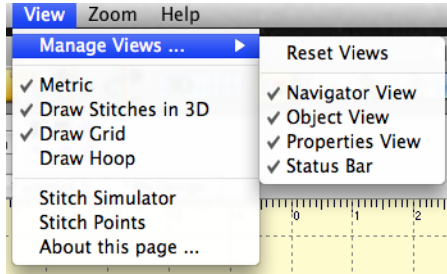 View Zoom Help
Manage Views ...
Metric
Draw Stitches in 3D
Draw Grid
Draw Hoop
Stitch Simulator
Stitch Points
About this page ...
Reset Views
Navigator View
Object View
Properties View
Status Bar
0 1 2